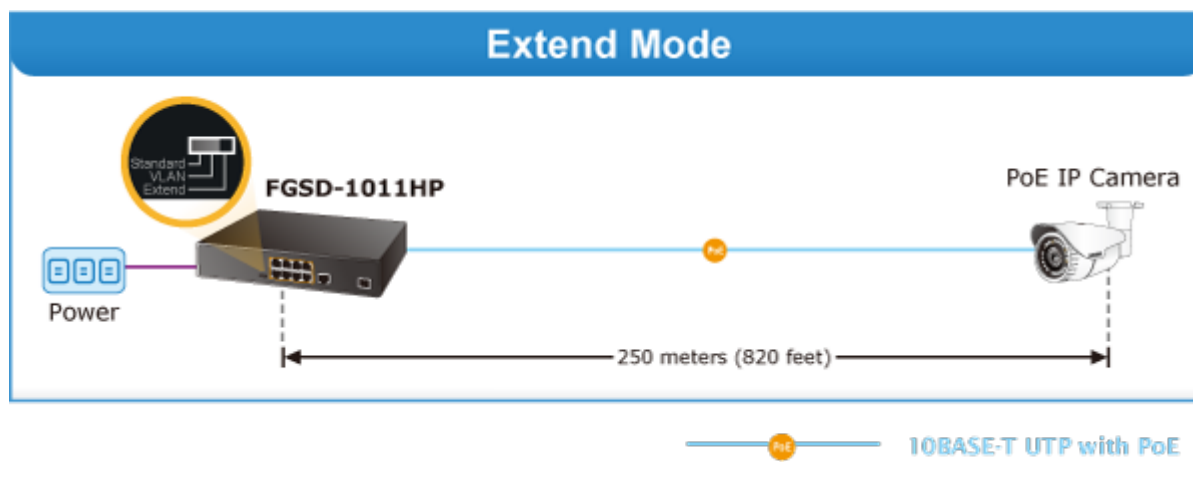 Extend Mode
Standard
VLAN
Extend
FGSD-1011HP
PoE IP Camera
PoE
Power
250 meters (820 feet)
PoE
10BASE-T UTP with PoE